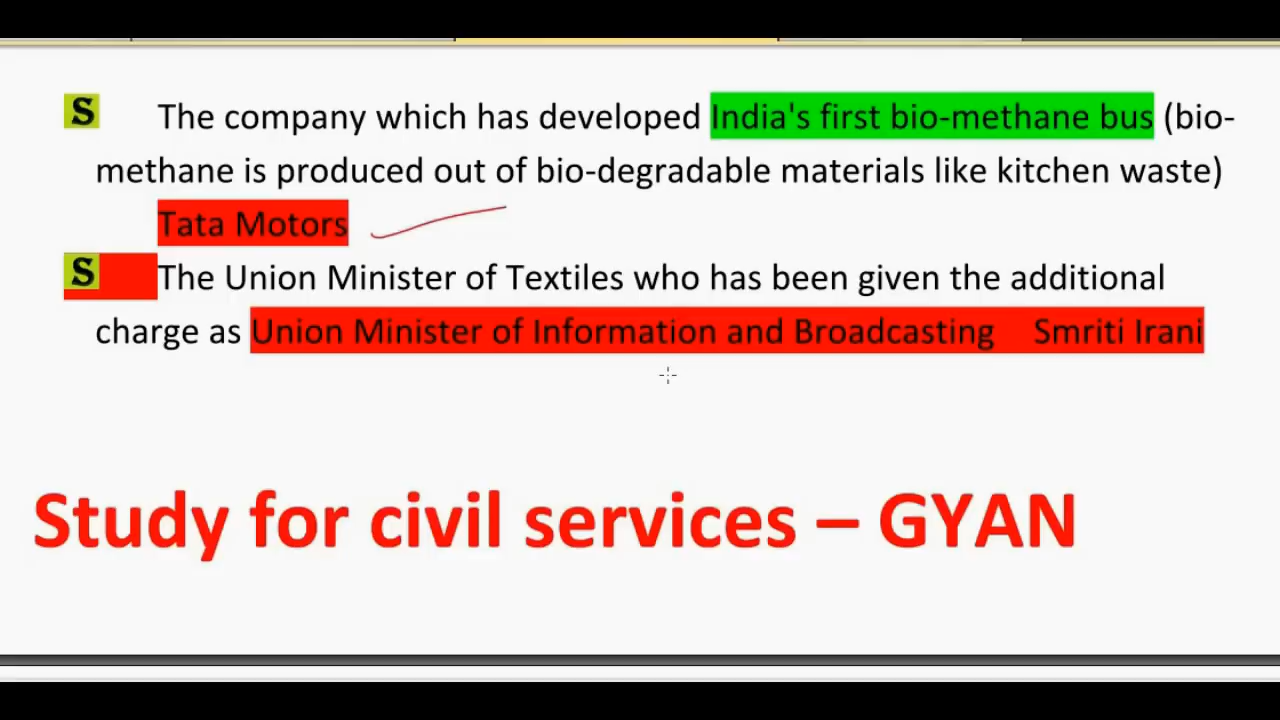 S The company which has developed India's first bio-methane bus (bio-
methane is produced out of bio-degradable materials like kitchen waste)
Tata Motors
S The Union Minister of Textiles who has been given the additional
charge as Union Minister of Information and Broadcasting Smriti Irani
Study for civil services – GYAN